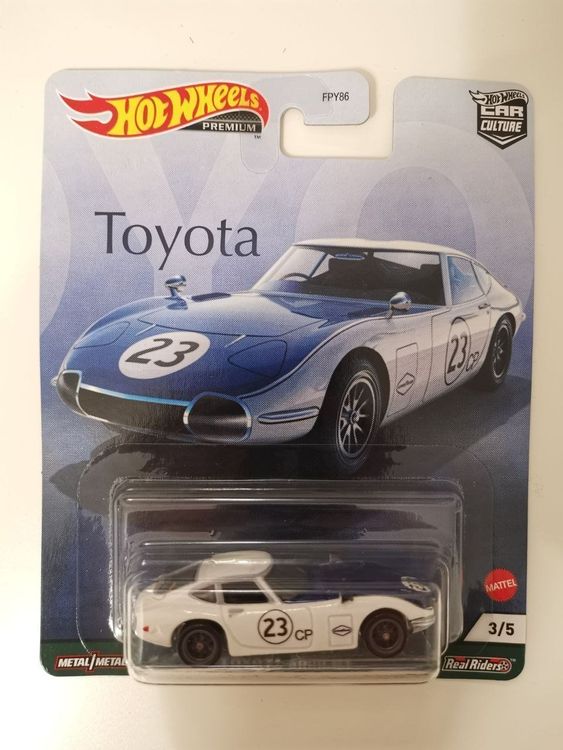 HOT WHEELS
PREMIUM
™
FPY86
HOT WHEELS
CAR
CULTURE
Toyota
23
23
CP
23
CP
MATTEL
3/5
METAL/METAL
Real Riders